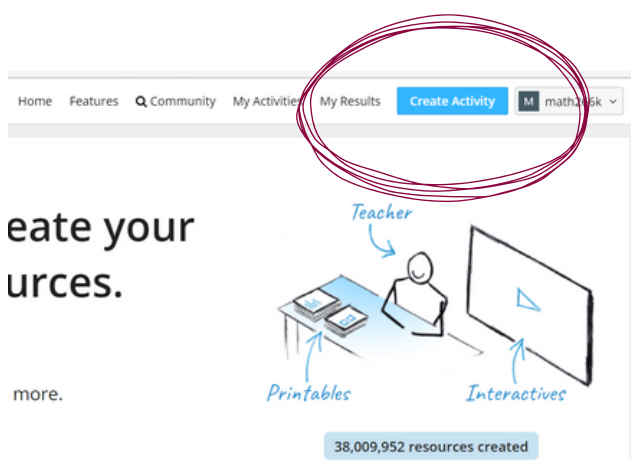 Home Features Community My Activities My Results Create Activity M math265k
Teacher
eate your
urces.
Printables
Interactives
more.
38,009,952 resources created